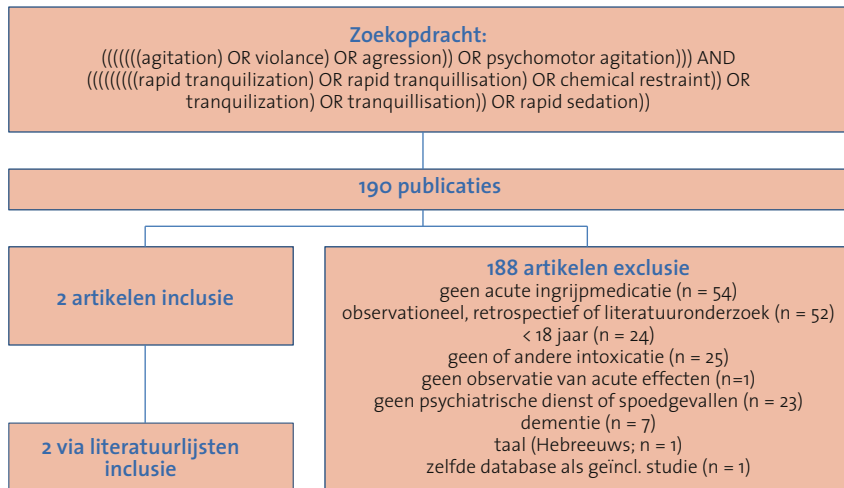 Zoekopdracht:
(((((((agitation) OR violance) OR agression)) OR psychomotor agitation))) AND
(((((((((rapid tranquilization) OR rapid tranquillisation) OR chemical restraint)) OR
tranquilization) OR tranquillisation)) OR rapid sedation))
190 publicaties
2 artikelen inclusie
188 artikelen exclusie
geen acute ingrijpmedicatie (n = 54)
observationeel, retrospectief of literatuuronderzoek (n = 52)
< 18 jaar (n = 24)
geen of andere intoxicatie (n = 25)
geen observatie van acute effecten (n=1)
geen psychiatrische dienst of spoedgevallen (n = 23)
dementie (n = 7)
taal (Hebreeuws; n = 1)
zelfde database als geïncl. studie (n = 1)
2 via literatuurlijsten
inclusie